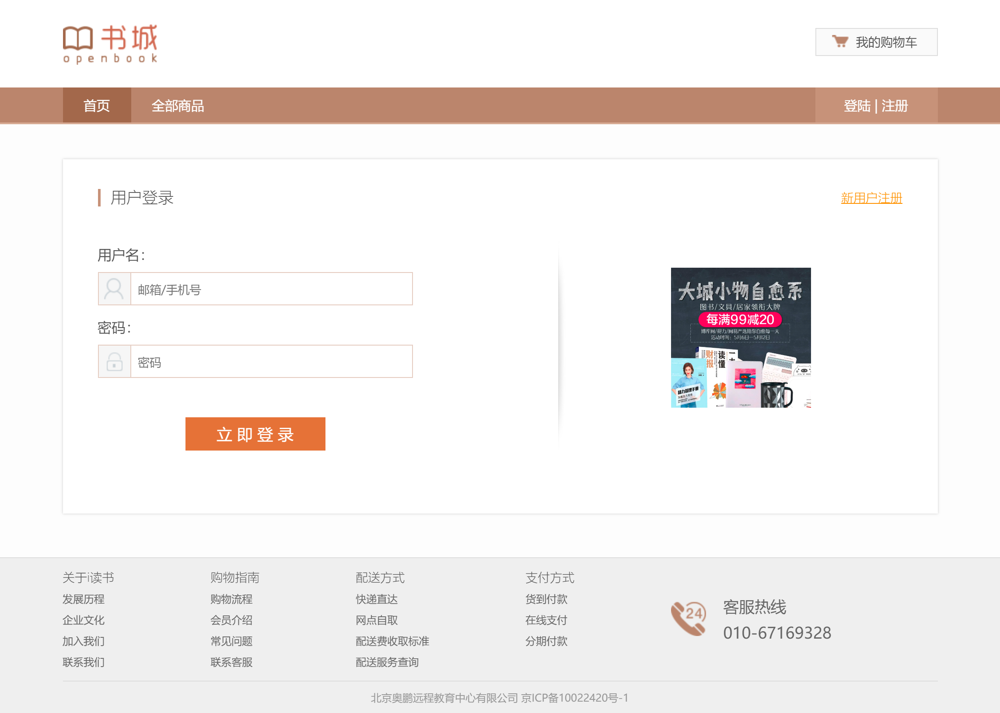 书城
openbook
我的购物车
首页 全部商品 登陆 | 注册
用户登录 新用户注册
用户名：
邮箱/手机号
密码：
密码
立即登录
大城小物自愈系
图书/文具/居家领衔大牌
每满99减20
博库网/得力/网易严选陪你自愈每一天
活动时间：5月6日—5月12日
一本
读懂
财报
精力管理手册
关于i读书 购物指南 配送方式 支付方式
发展历程 购物流程 快递直达 货到付款
企业文化 会员介绍 网点自取 在线支付
加入我们 常见问题 配送费收取标准 分期付款
联系我们 联系客服 配送服务查询
24
客服热线
010-67169328
北京奥鹏远程教育中心有限公司 京ICP备10022420号-1